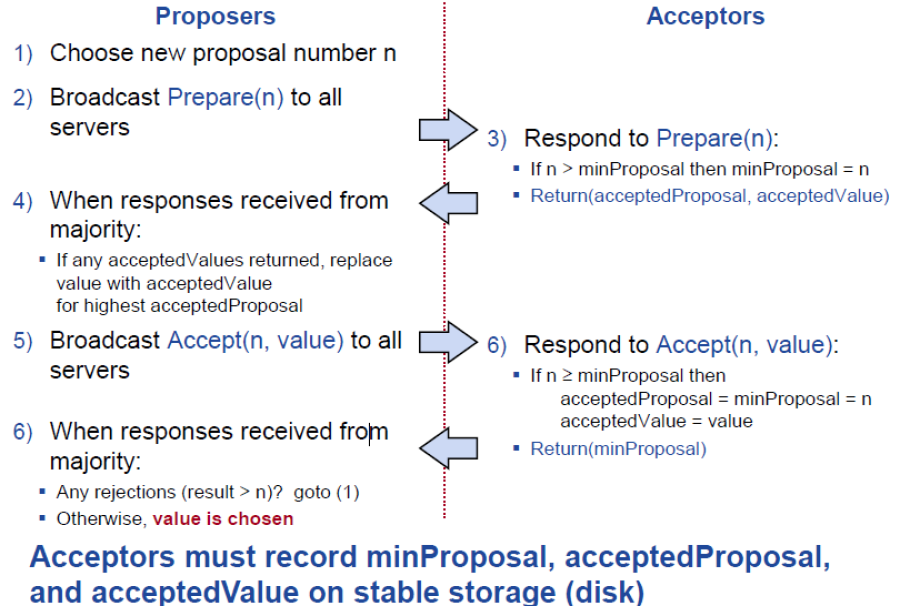 Proposers
1) Choose new proposal number n
2) Broadcast Prepare(n) to all
servers
4) When responses received from
majority:
▪ If any acceptedValues returned, replace
value with acceptedValue
for highest acceptedProposal
5) Broadcast Accept(n, value) to all
servers
6) When responses received from
majority:
▪ Any rejections (result > n)? goto (1)
▪ Otherwise, value is chosen
Acceptors
3) Respond to Prepare(n):
▪ If n > minProposal then minProposal = n
▪ Return(acceptedProposal, acceptedValue)
6) Respond to Accept(n, value):
▪ If n ≥ minProposal then
acceptedProposal = minProposal = n
acceptedValue = value
▪ Return(minProposal)
Acceptors must record minProposal, acceptedProposal,
and acceptedValue on stable storage (disk)